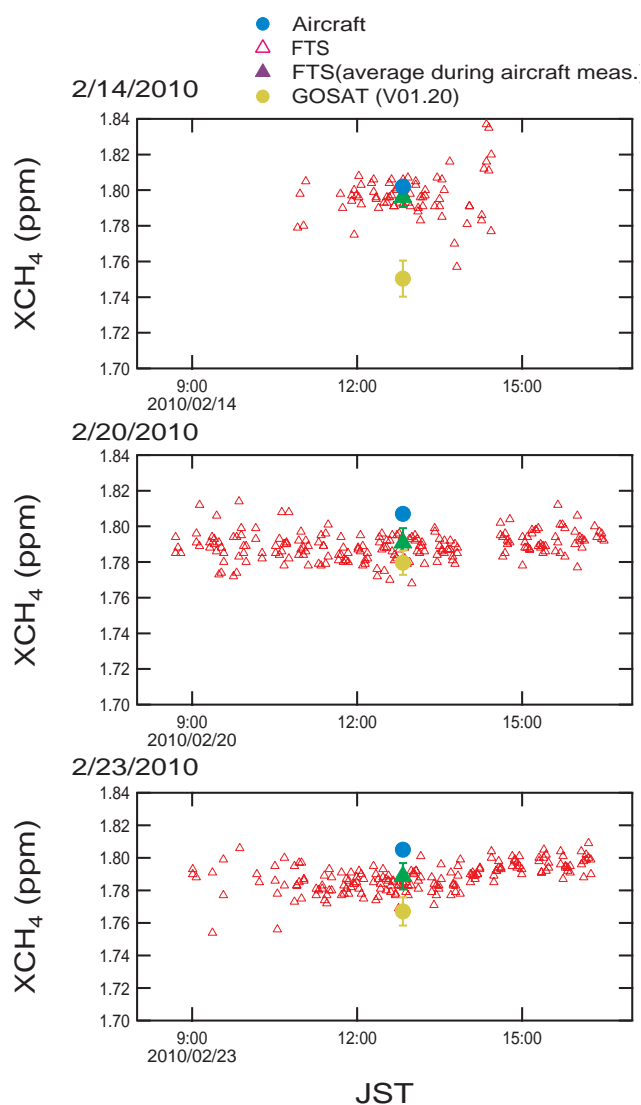 Aircraft
FTS
FTS(average during aircraft meas.)
GOSAT (V01.20)
2/14/2010
1.84
1.82
1.80
1.78
1.76
1.74
1.72
1.70
XCH4 (ppm)
9:00 12:00 15:00
2010/02/14
2/20/2010
1.84
1.82
1.80
1.78
1.76
1.74
1.72
1.70
XCH4 (ppm)
9:00 12:00 15:00
2010/02/20
2/23/2010
1.84
1.82
1.80
1.78
1.76
1.74
1.72
1.70
XCH4 (ppm)
9:00 12:00 15:00
2010/02/23
JST